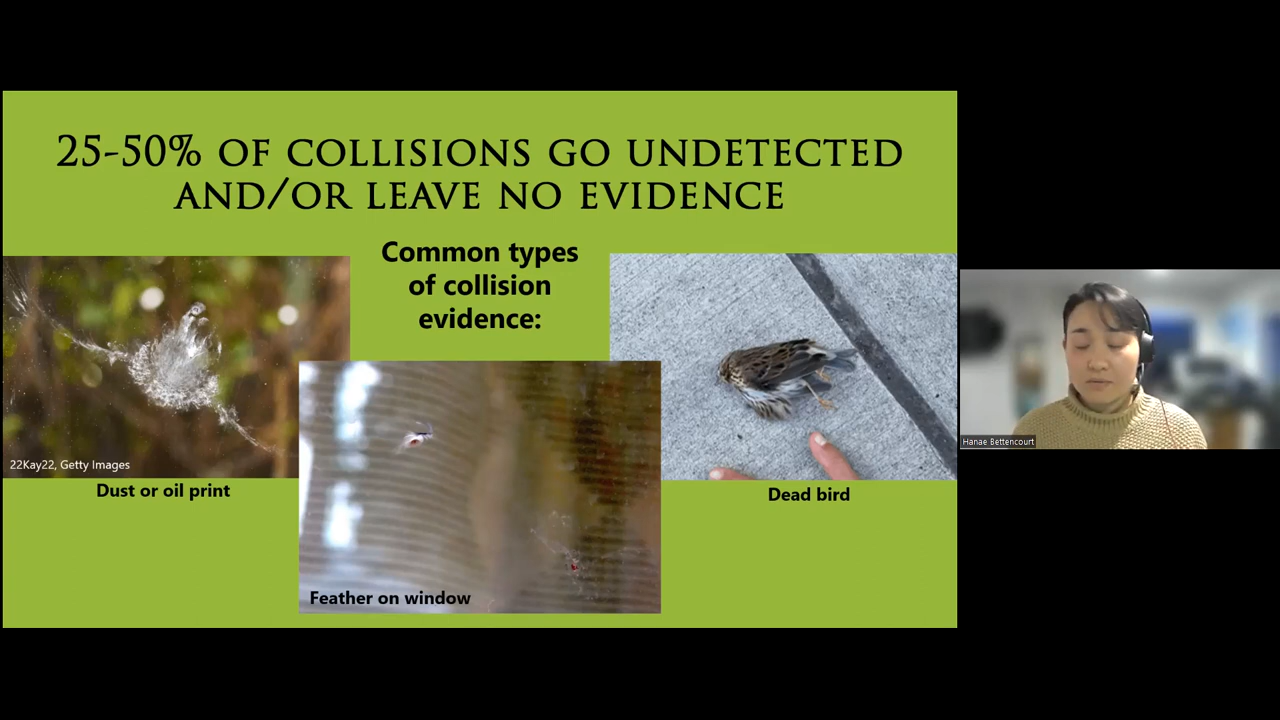 25-50% OF COLLISIONS GO UNDETECTED
AND/OR LEAVE NO EVIDENCE
Common types
of collision
evidence:
22Kay22, Getty Images
Dust or oil print
Feather on window
Dead bird
Hanae Bettencourt